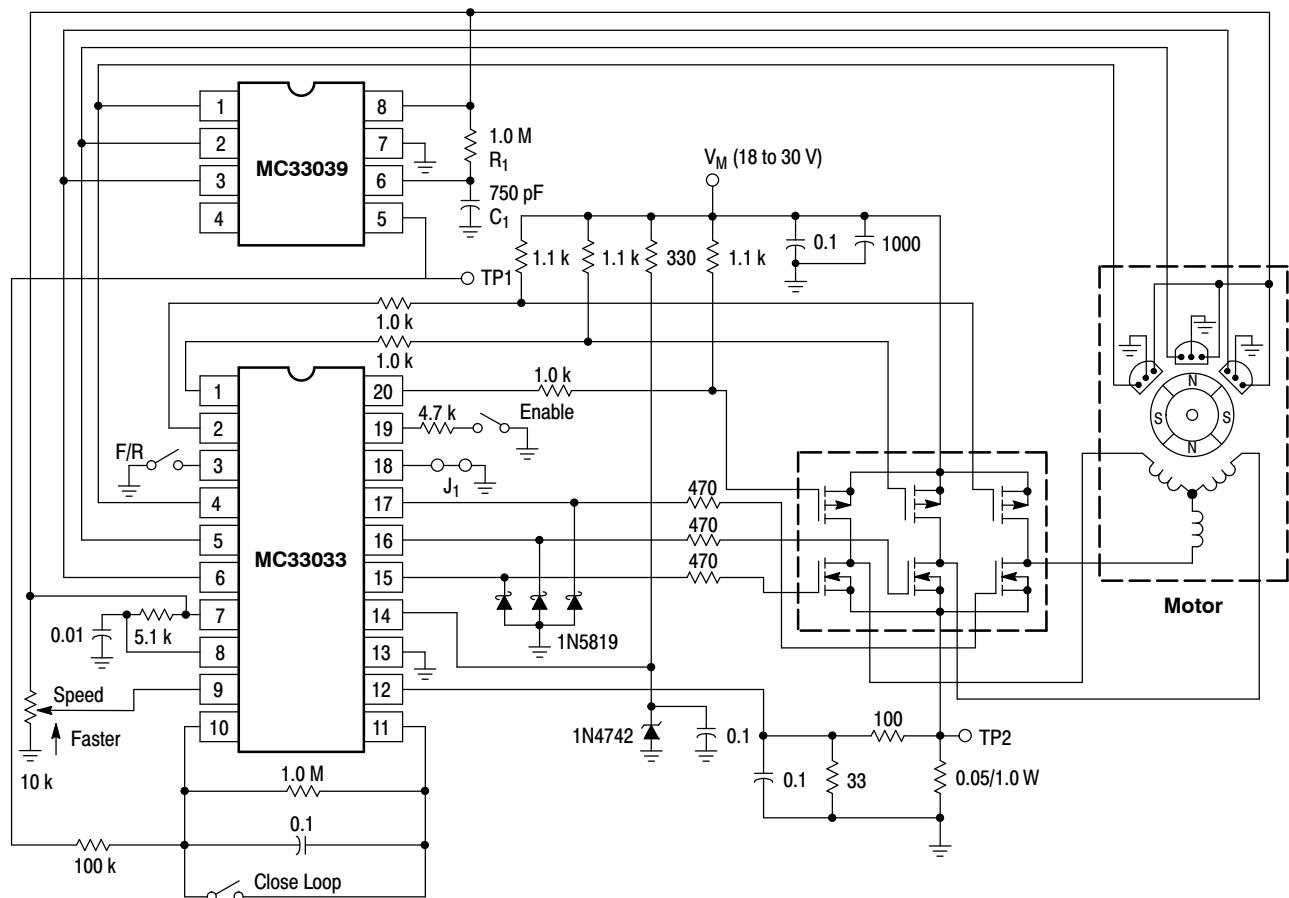 1
8
2
7
MC33039
3
6
4
5
1.0 M
R1
750 pF
C1
VM (18 to 30 V)
1.1 k
1.1 k
330
1.1 k
0.1
1000
TP1
1.0 k
1.0 k
1.0 k
Enable
4.7 k
F/R
J1
1
20
2
19
3
18
4
17
5
16
MC33033
6
15
7
14
8
13
9
12
10
11
470
470
470
N
S
S
N
Motor
0.01
5.1 k
1N5819
Speed
Faster
10 k
1N4742
0.1
100
TP2
0.1
33
0.05/1.0 W
1.0 M
0.1
100 k
Close Loop